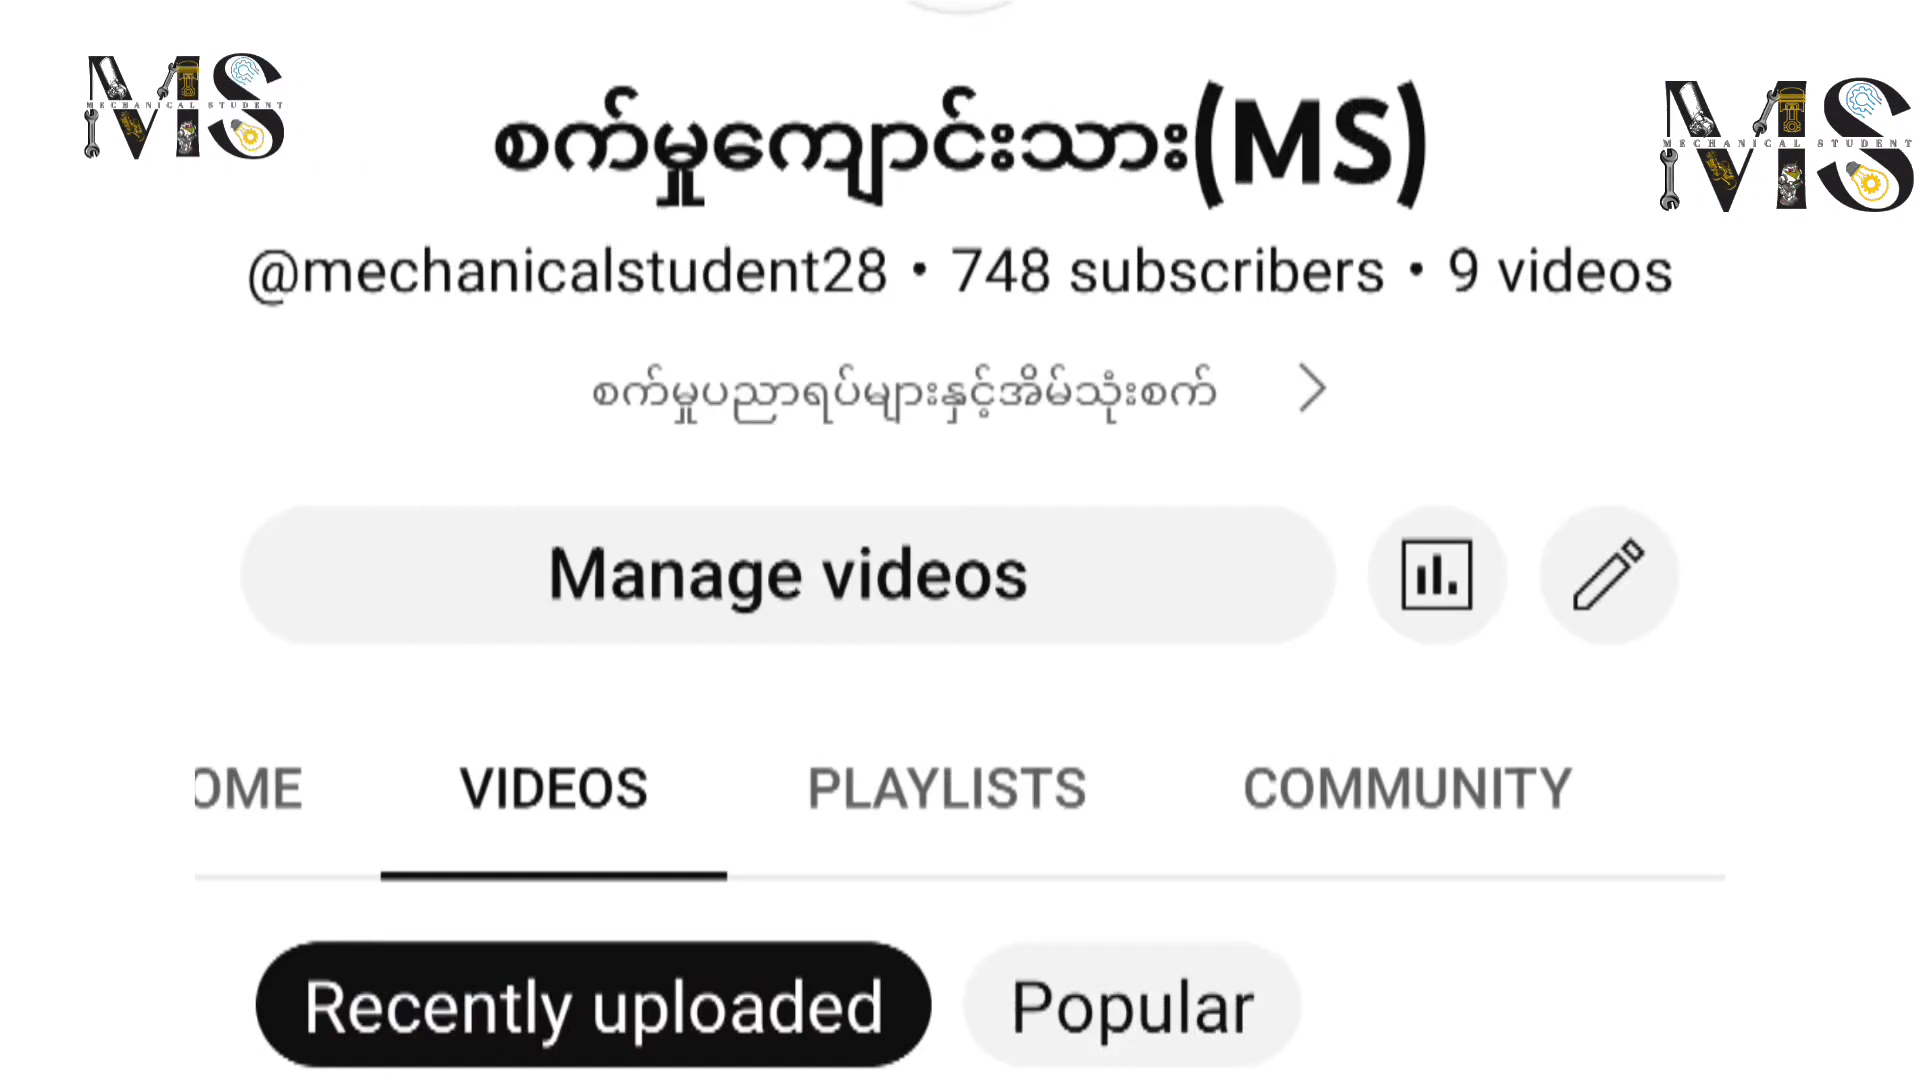 MS
MECHANICAL STUDENT
MS
MECHANICAL STUDENT
စက်မှုကျောင်းသား(MS)
@mechanicalstudent28 • 748 subscribers • 9 videos
စက်မှုပညာရပ်များနှင့်အိမ်သုံးစက်
Manage videos
OME VIDEOS PLAYLISTS COMMUNITY
Recently uploaded Popular